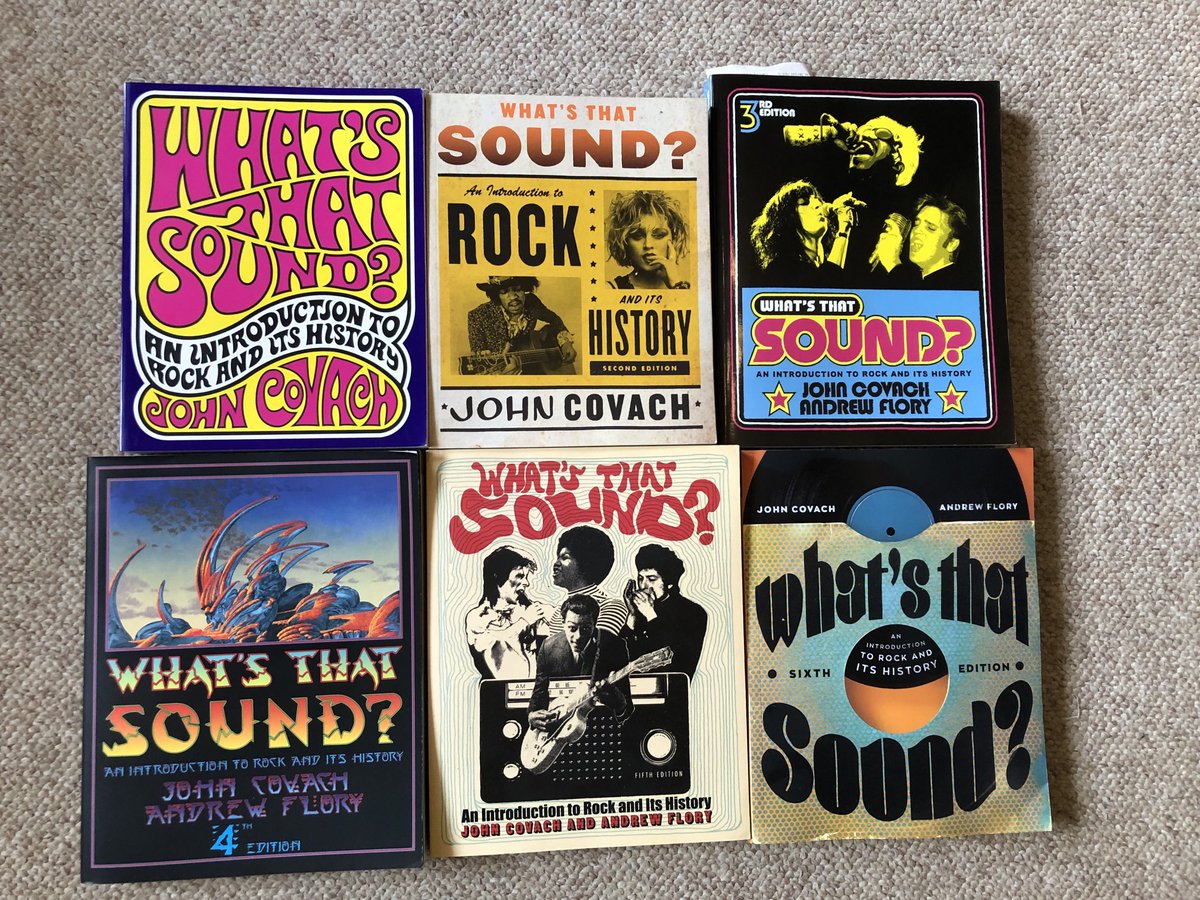 WHAT'S
THAT
SOUND?
AN INTRODUCTION TO
ROCK AND ITS HISTORY
JOHN COVACH
WHAT'S THAT
SOUND?
An Introduction to
ROCK
AND ITS
HISTORY
SECOND EDITION
JOHN COVACH
3RD
EDITION
WHAT'S THAT
SOUND?
AN INTRODUCTION TO ROCK AND ITS HISTORY
JOHN COVACH
ANDREW FLORY
WHAT'S THAT
SOUND?
AN INTRODUCTION TO ROCK AND ITS HISTORY
JOHN COVACH
ANDREW FLORY
4TH
EDITION
WHAT'S THAT
SOUND?
AM
FM
FIFTH EDITION
An Introduction to Rock and Its History
JOHN COVACH AND ANDREW FLORY
JOHN COVACH ANDREW FLORY
what's that
AN
INTRODUCTION
TO ROCK AND
ITS HISTORY
SIXTH EDITION
Sound?